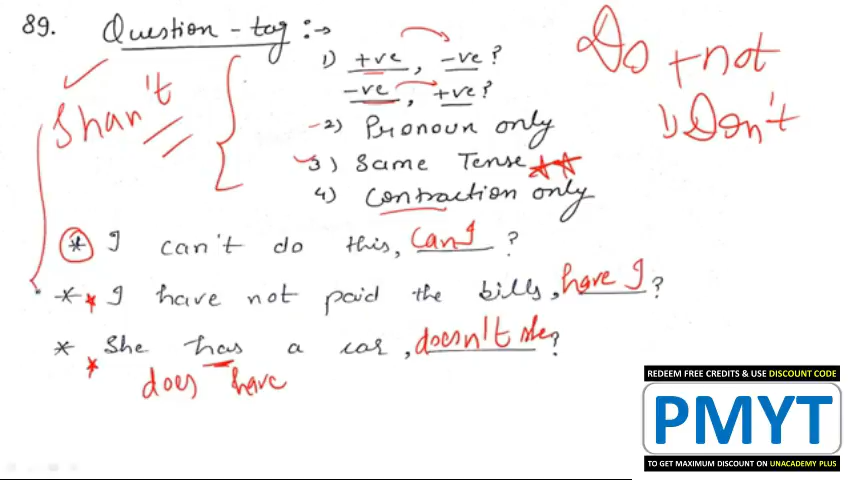 89. Question - tag :→
1) +ve, -ve?
-ve, +ve?
2) Pronoun only
3) Same Tense
4) Contraction only
Shan't
Do + not
1) Don't
* I can't do this, can I?
* I have not paid the bills, have I?
* She has a car, doesn't she?
does have
REDEEM FREE CREDITS & USE DISCOUNT CODE
PMYT
TO GET MAXIMUM DISCOUNT ON UNACADEMY PLUS